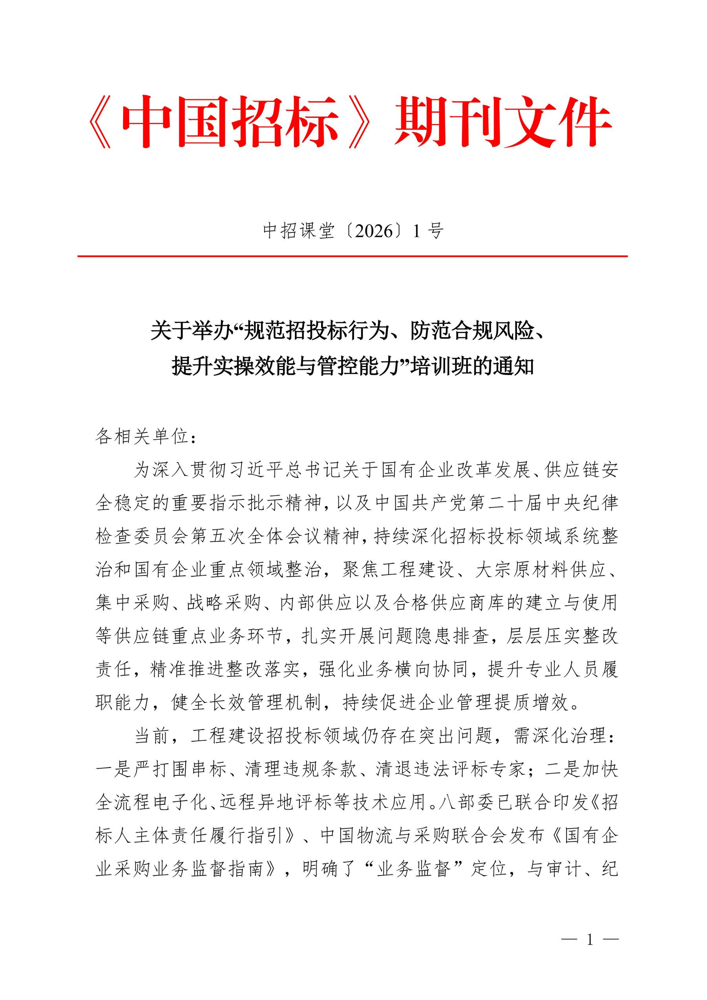 《中国招标》期刊文件
中招课堂〔2026〕1 号
关于举办“规范招投标行为、防范合规风险、
提升实操效能与管控能力”培训班的通知
各相关单位：
为深入贯彻习近平总书记关于国有企业改革发展、供应链安
全稳定的重要指示批示精神，以及中国共产党第二十届中央纪律
检查委员会第五次全体会议精神，持续深化招标投标领域系统整
治和国有企业重点领域整治，聚焦工程建设、大宗原材料供应、
集中采购、战略采购、内部供应以及合格供应商库的建立与使用
等供应链重点业务环节，扎实开展问题隐患排查，层层压实整改
责任，精准推进整改落实，强化业务横向协同，提升专业人员履
职能力，健全长效管理机制，持续促进企业管理提质增效。
当前，工程建设招投标领域仍存在突出问题，需深化治理：
一是严打围串标、清理违规条款、清退违法评标专家；二是加快
全流程电子化、远程异地评标等技术应用。八部委已联合印发《招
标人主体责任履行指引》、中国物流与采购联合会发布《国有企
业采购业务监督指南》，明确了“业务监督”定位，与审计、纪
— 1 —